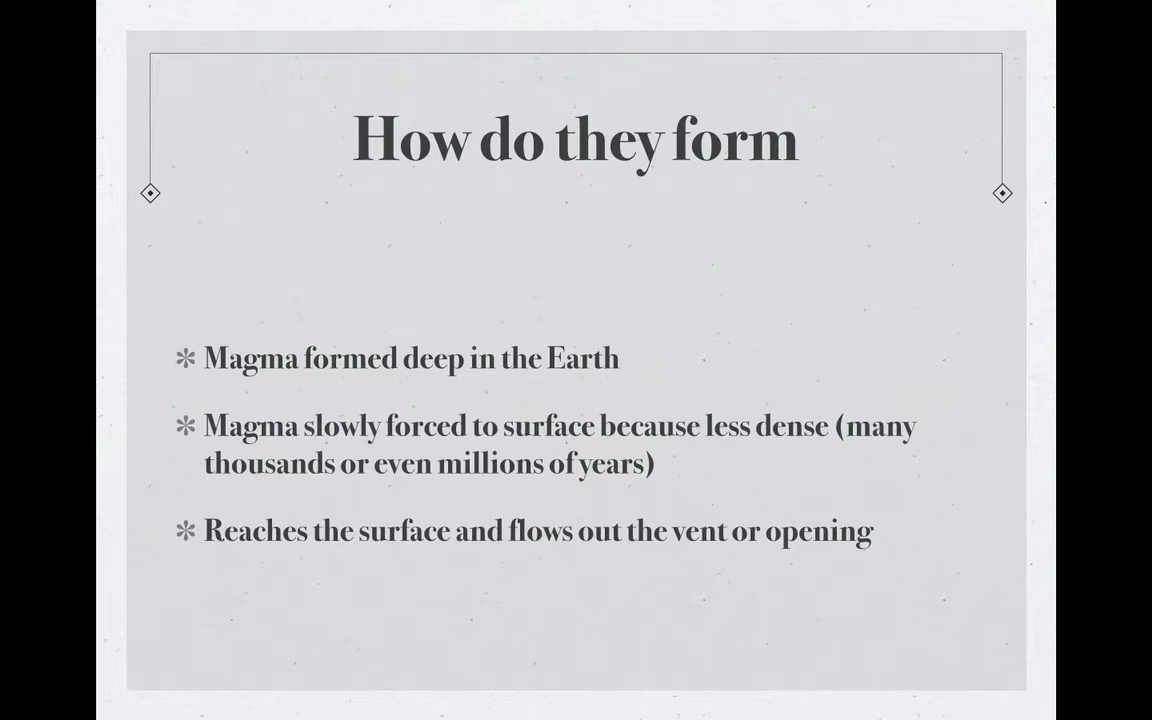 How do they form
✻ Magma formed deep in the Earth
✻ Magma slowly forced to surface because less dense (many
thousands or even millions of years)
✻ Reaches the surface and flows out the vent or opening